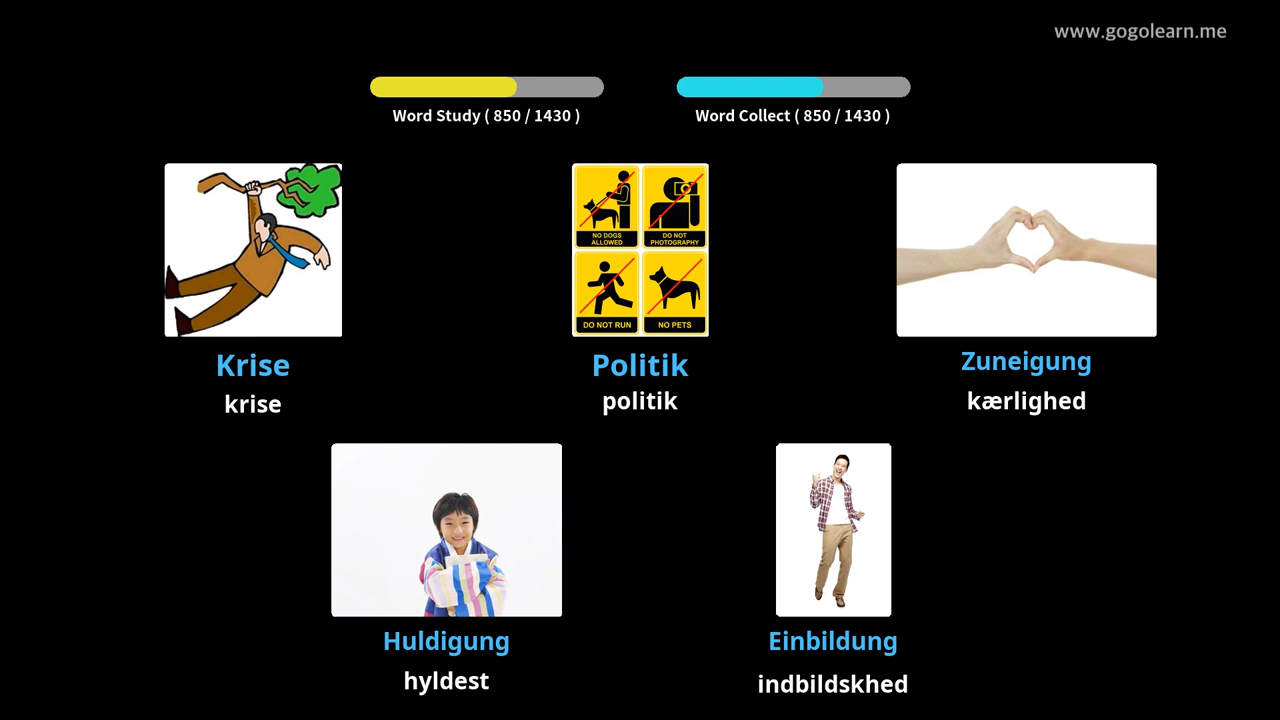 www.gogolearn.me
Word Study ( 850 / 1430 )
Word Collect ( 850 / 1430 )
NO DOGS
ALLOWED
DO NOT
PHOTOGRAPHY
DO NOT RUN
NO PETS
Krise
krise
Politik
politik
Zuneigung
kærlighed
Huldigung
hyldest
Einbildung
indbildskhed